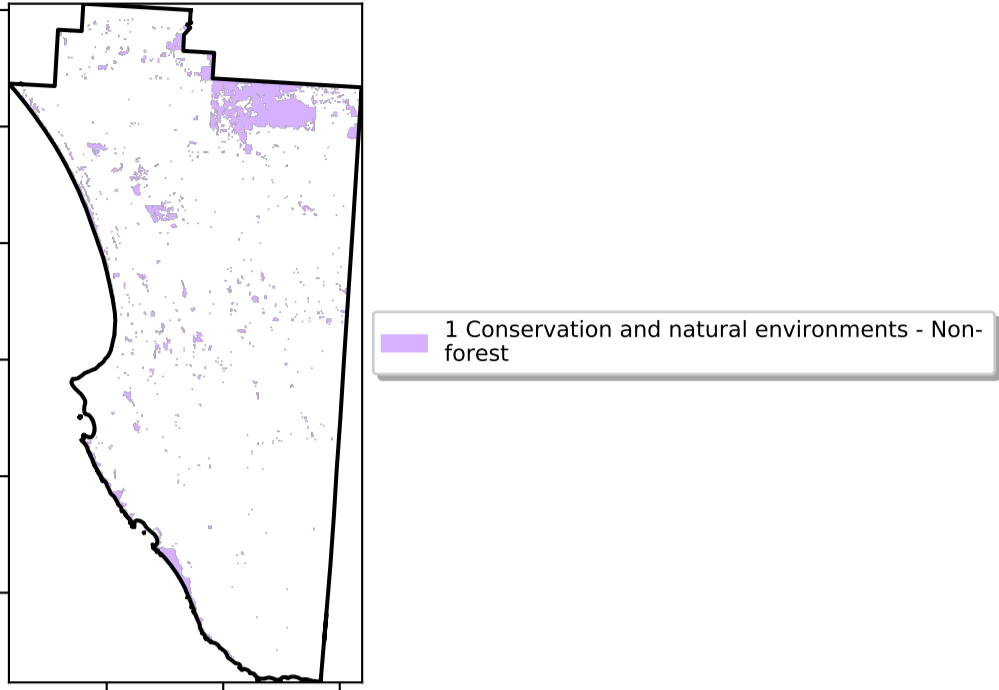 1 Conservation and natural environments - Non-
forest